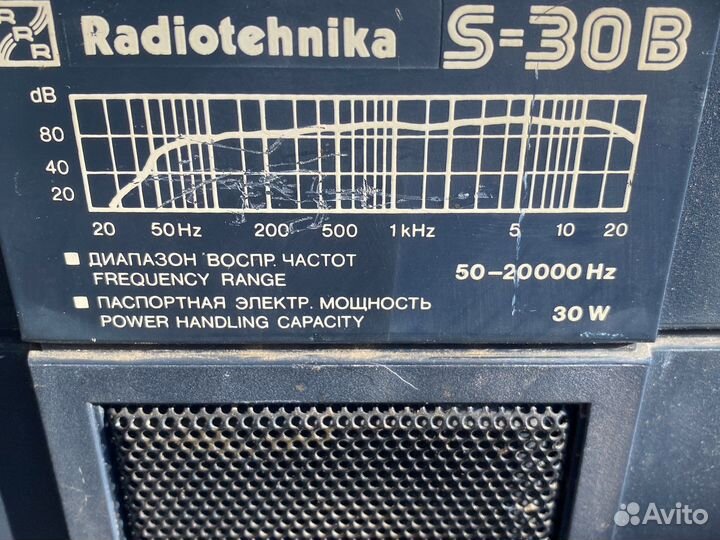 RRR Radiotehnika S-30B
dB
80
40
20
20 50Hz 200 500 1kHz 5 10 20
ДИАПАЗОН ВОСПР. ЧАСТОТ
FREQUENCY RANGE 50-20000 Hz
ПАСПОРТНАЯ ЭЛЕКТР. МОЩНОСТЬ
POWER HANDLING CAPACITY 30 W
Avito